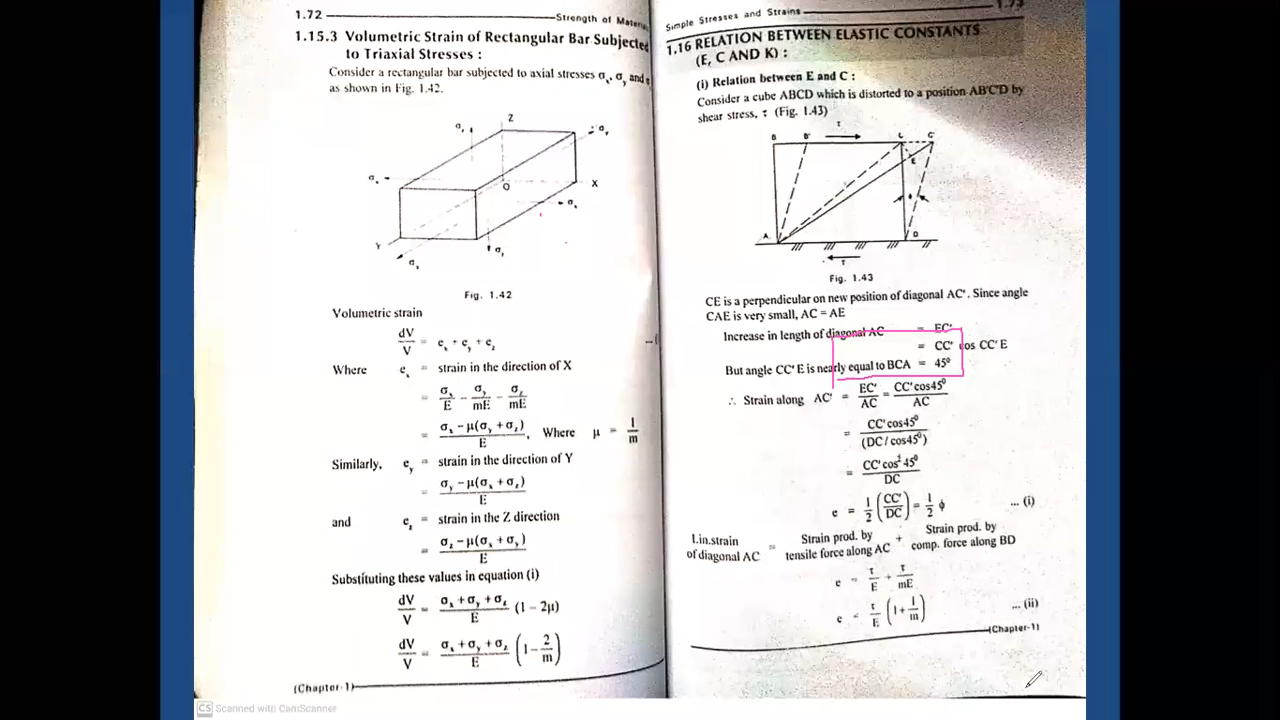 1.72
Strength of Mater
1.15.3 Volumetric Strain of Rectangular Bar Subjected
to Triaxial Stresses :
Consider a rectangular bar subjected to axial stresses σx, σy and
as shown in Fig. 1.42.
Z
X
O
Y
Fig. 1.42
Volumetric strain
dV/V = ex + ey + ez
Where ex = strain in the direction of X
= σx/E - σy/mE - σz/mE
= (σx - μ(σy + σz))/E, Where μ = 1/m
Similarly, ey = strain in the direction of Y
= (σy - μ(σx + σz))/E
and ez = strain in the Z direction
= (σz - μ(σx + σy))/E
Substituting these values in equation (i)
dV/V = (σx + σy + σz)/E (1 - 2μ)
dV/V = (σx + σy + σz)/E (1 - 2/m)
(Chapter-1)
CS Scanned with CamScanner
Simple Stresses and Strains
1.73
1.16 RELATION BETWEEN ELASTIC CONSTANTS
(E, C AND K) :
(i) Relation between E and C :
Consider a cube ABCD which is distorted to a position AB'C'D by
shear stress, τ (Fig. 1.43)
τ
B B' C C'
E
φ
A D
τ
Fig. 1.43
CE is a perpendicular on new position of diagonal AC'. Since angle
CAE is very small, AC = AE
Increase in length of diagonal AC = EC'
= CC' cos CC'E
But angle CC'E is nearly equal to BCA = 45°
∴ Strain along AC' = EC'/AC = CC'cos45°/AC
= CC'cos45°/(DC/cos45°)
= CC'cos²45°/DC
e = 1/2 (CC'/DC) = 1/2 φ ... (i)
Lin.strain of diagonal AC = Strain prod. by tensile force along AC + Strain prod. by comp. force along BD
e = τ/E + τ/mE
e = τ/E (1 + 1/m) ... (ii)
(Chapter-1)